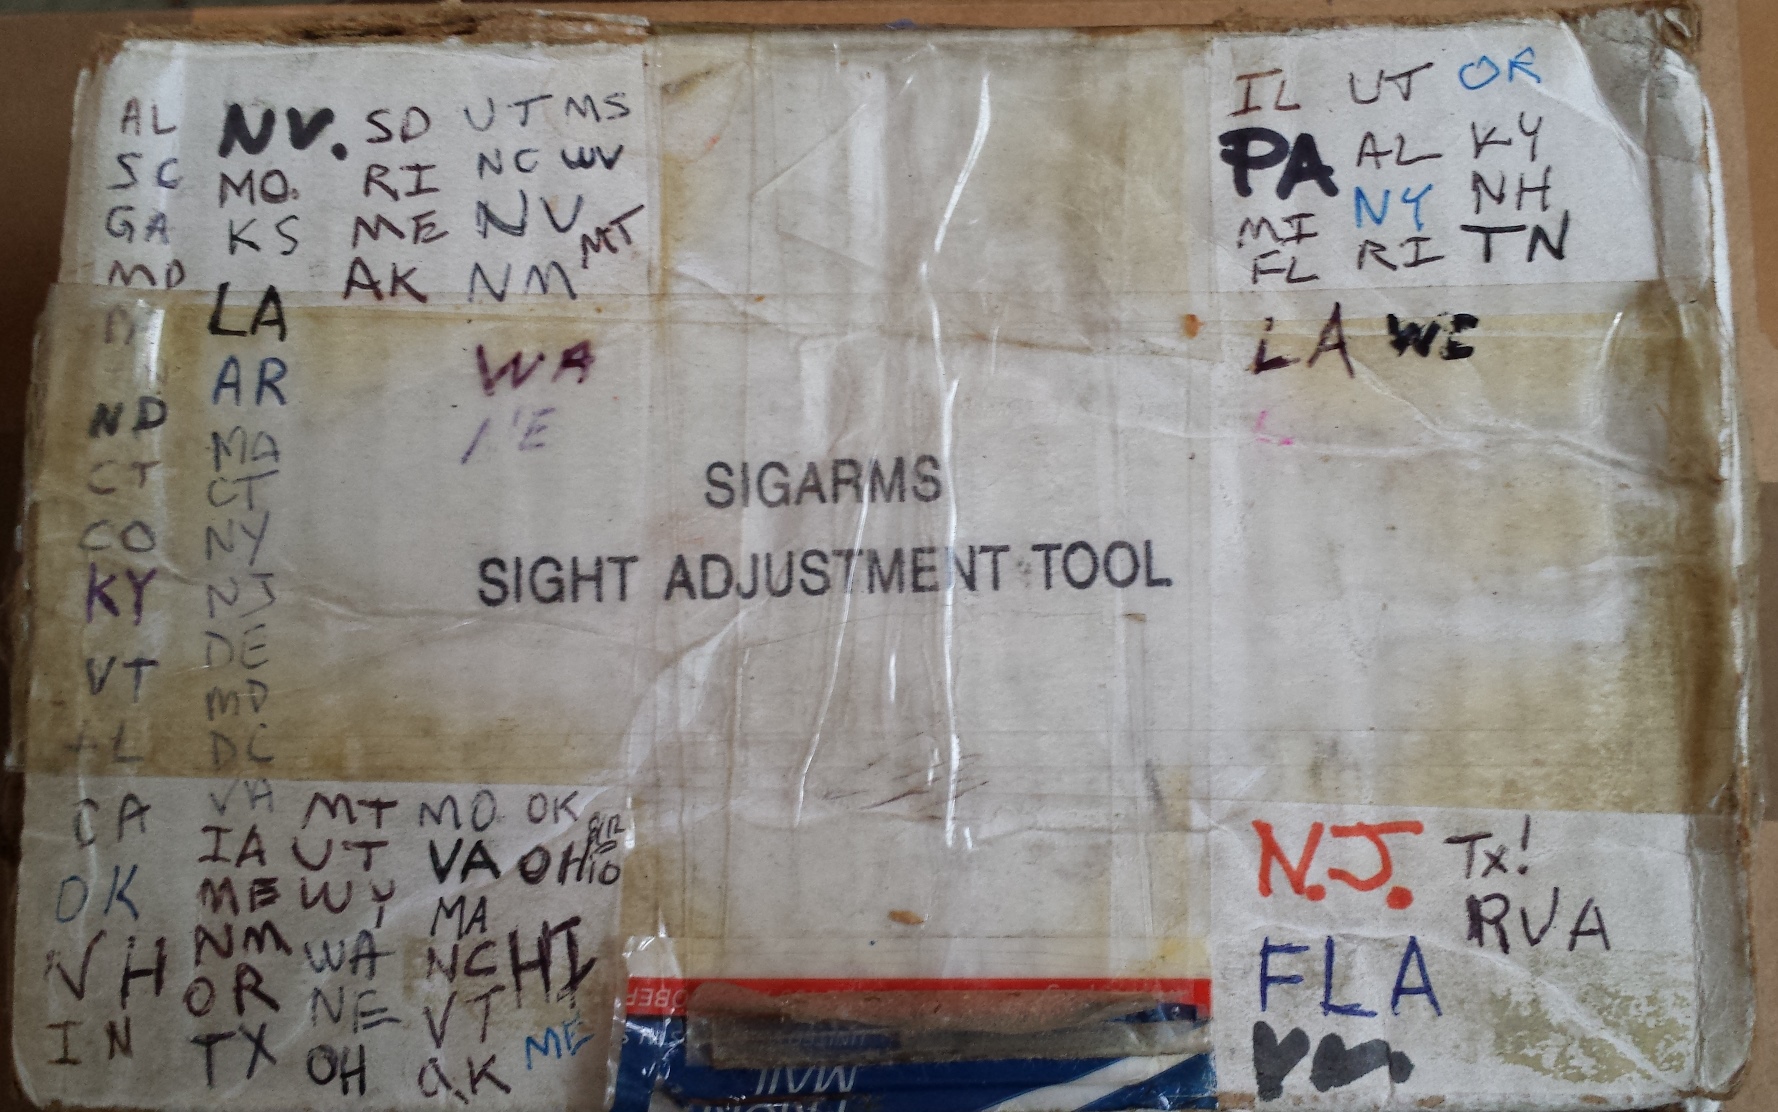 AL NV. SD UT MS
SC MO. RI NC WV
GA KS ME NV MT
MD AK NM
LA
AR WA
ND MA
CT CT
CO NY
KY NJ
DE
VT MD
DC
CA VA MT MO OK
IA UT VA OHIO
OK ME WY MA
VH NM WA NC HI
OR NE VT ME
IN TX OH
SIGARMS
SIGHT ADJUSTMENT TOOL
IL UT OR
PA AL KY
MI NY NH
FL RI TN
LA
N.J. Tx!
RVA
FLA
MAIL